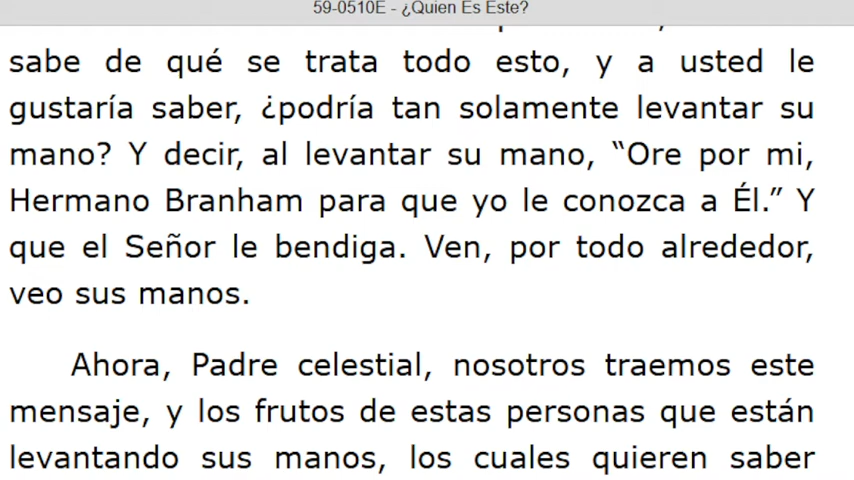 59-0510E - ¿Quien Es Este?
sabe de qué se trata todo esto, y a usted le
gustaría saber, ¿podría tan solamente levantar su
mano? Y decir, al levantar su mano, “Ore por mi,
Hermano Branham para que yo le conozca a Él.” Y
que el Señor le bendiga. Ven, por todo alrededor,
veo sus manos.
Ahora, Padre celestial, nosotros traemos este
mensaje, y los frutos de estas personas que están
levantando sus manos, los cuales quieren saber